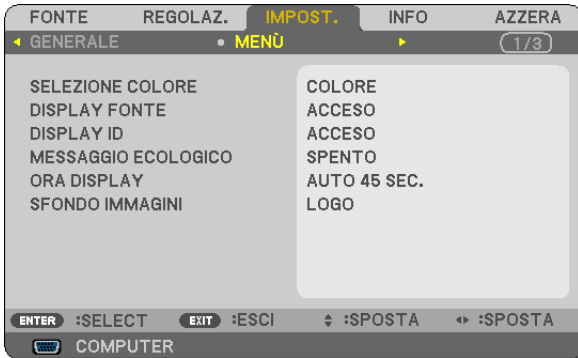 FONTE REGOLAZ. IMPOST. INFO AZZERA
GENERALE MENÙ 1/3
SELEZIONE COLORE COLORE
DISPLAY FONTE ACCESO
DISPLAY ID ACCESO
MESSAGGIO ECOLOGICO SPENTO
ORA DISPLAY AUTO 45 SEC.
SFONDO IMMAGINI LOGO
ENTER :SELECT EXIT :ESCI :SPOSTA :SPOSTA
COMPUTER